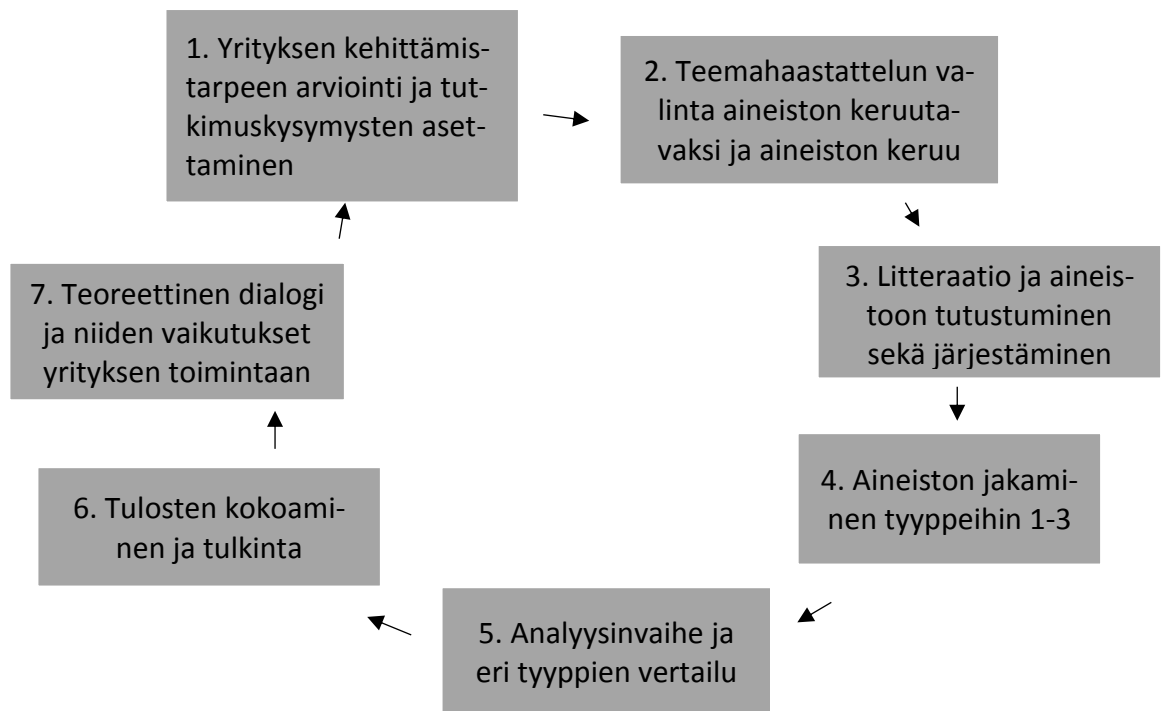 1. Yrityksen kehittämis-
tarpeen arviointi ja tut-
kimuskysymysten aset-
taminen
2. Teemahaastattelun va-
linta aineiston keruuta-
vaksi ja aineiston keruu
3. Litteraatio ja aineis-
toon tutustuminen
sekä järjestäminen
4. Aineiston jakami-
nen tyyppeihin 1-3
5. Analyysinvaihe ja
eri tyyppien vertailu
6. Tulosten kokoami-
nen ja tulkinta
7. Teoreettinen dialogi
ja niiden vaikutukset
yrityksen toimintaan